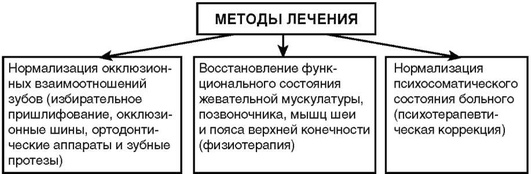 МЕТОДЫ ЛЕЧЕНИЯ
Нормализация окклюзион-
ных взаимоотношений
зубов (избирательное
пришлифование, окклюзи-
онные шины, ортодонти-
ческие аппараты и зубные
протезы)
Восстановление функ-
ционального состояния
жевательной мускулатуры,
позвоночника, мышц шеи
и пояса верхней конечности
(физиотерапия)
Нормализация
психосоматического
состояния больного
(психотерапевти-
ческая коррекция)